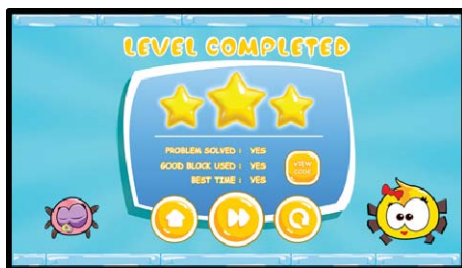 LEVEL COMPLETED
PROBLEM SOLVED : YES
GOOD BLOCK USED : YES
BEST TIME : YES
VIEW
CODE